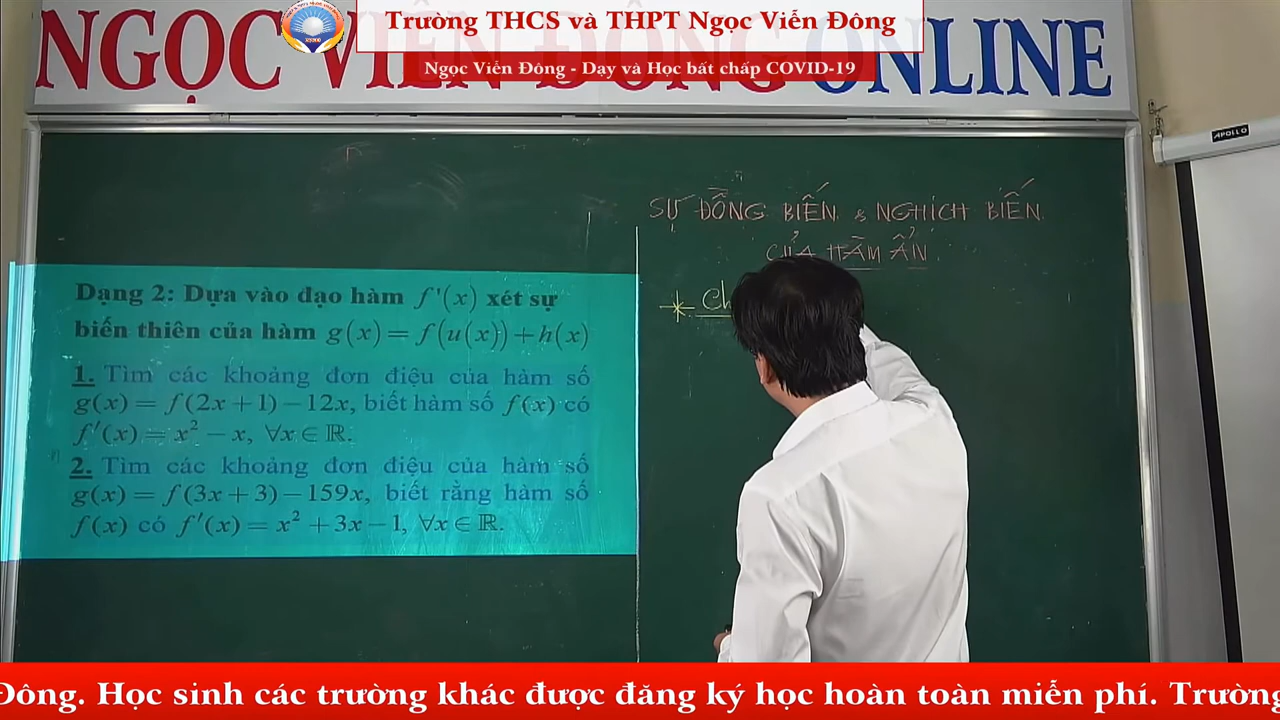 Trường THCS và THPT Ngọc Viễn Đông
NGỌC VIỄN ĐÔNG ONLINE
Ngọc Viễn Đông - Dạy và Học bất chấp COVID-19
APOLLO
SỰ ĐỒNG BIẾN & NGHỊCH BIẾN
CỦA HÀM ẨN
Dạng 2: Dựa vào đạo hàm f'(x) xét sự
biến thiên của hàm g(x) = f(u(x)) + h(x)
1. Tìm các khoảng đơn điệu của hàm số
g(x) = f(2x + 1) − 12x, biết hàm số f(x) có
f'(x) = x² − x, ∀x ∈ ℝ.
2. Tìm các khoảng đơn điệu của hàm số
g(x) = f(3x + 3) − 159x, biết rằng hàm số
f(x) có f'(x) = x² + 3x − 1, ∀x ∈ ℝ.
Đông. Học sinh các trường khác được đăng ký học hoàn toàn miễn phí. Trường